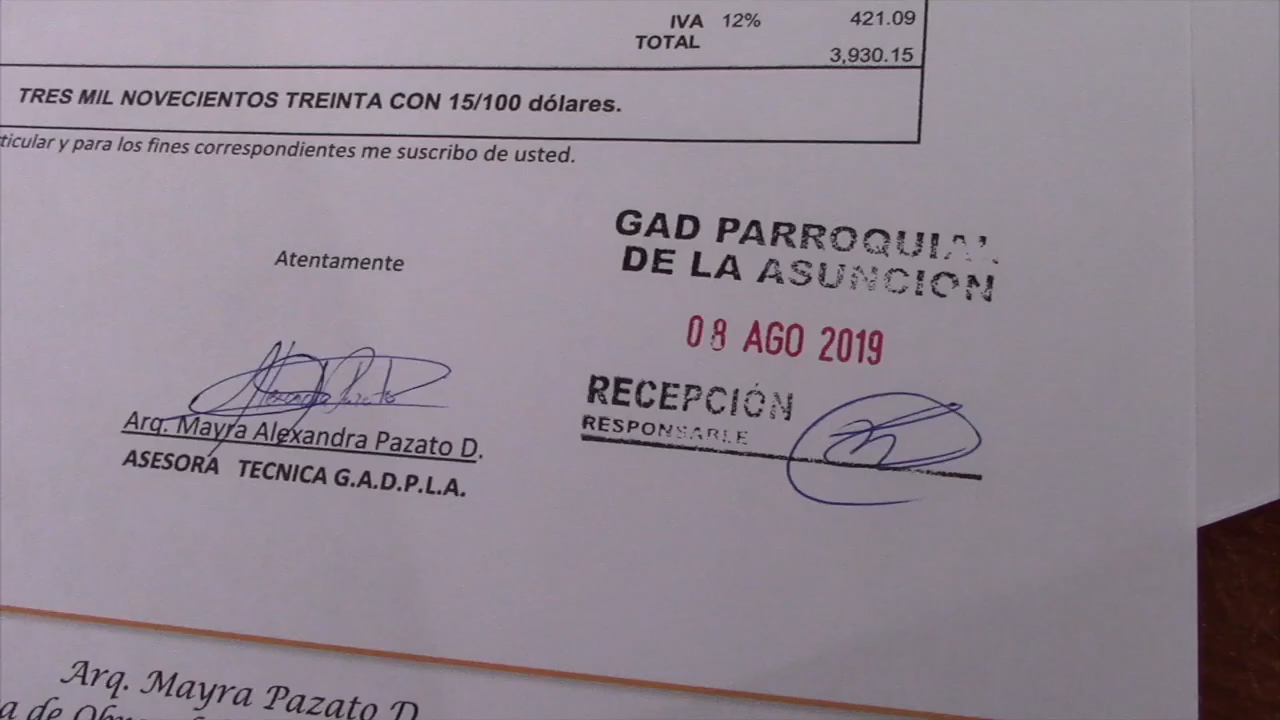 IVA 12% 421.09
TOTAL 3,930.15
TRES MIL NOVECIENTOS TREINTA CON 15/100 dólares.
ticular y para los fines correspondientes me suscribo de usted.
Atentamente
Arq. Mayra Alexandra Pazato D.
ASESORA TECNICA G.A.D.P.L.A.
GAD PARROQUIAL
DE LA ASUNCION
08 AGO 2019
RECEPCIÓN
RESPONSABLE
Arq. Mayra Pazato D
a de